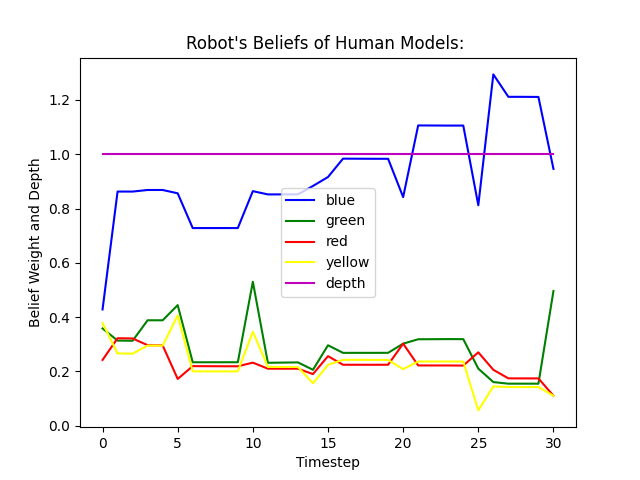 Robot's Beliefs of Human Models:
Belief Weight and Depth
1.2
1.0
0.8
0.6
0.4
0.2
0.0
blue
green
red
yellow
depth
0 5 10 15 20 25 30
Timestep